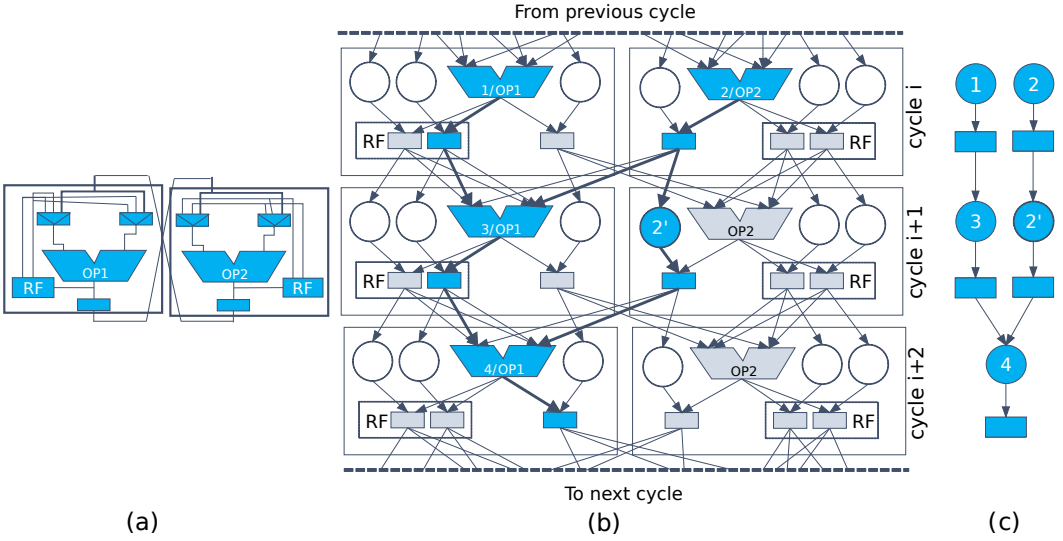 From previous cycle
1/OP1
2/OP2
RF
RF
cycle i
1
2
3/OP1
2'
OP2
RF
RF
cycle i+1
3
2'
OP1
OP2
RF
RF
4/OP1
OP2
RF
RF
cycle i+2
4
To next cycle
(a)
(b)
(c)